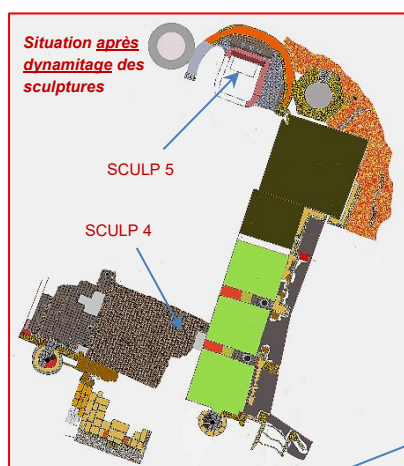 Situation après
dynamitage des
sculptures
SCULP 5
SCULP 4